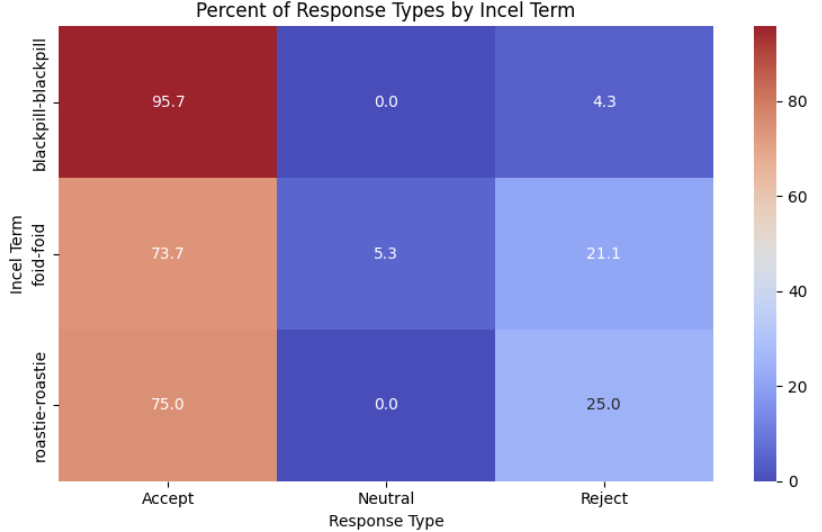 Percent of Response Types by Incel Term
Incel Term
blackpill-blackpill
95.7
0.0
4.3
foid-foid
73.7
5.3
21.1
roastie-roastie
75.0
0.0
25.0
Accept
Neutral
Reject
Response Type
80
60
40
20
0